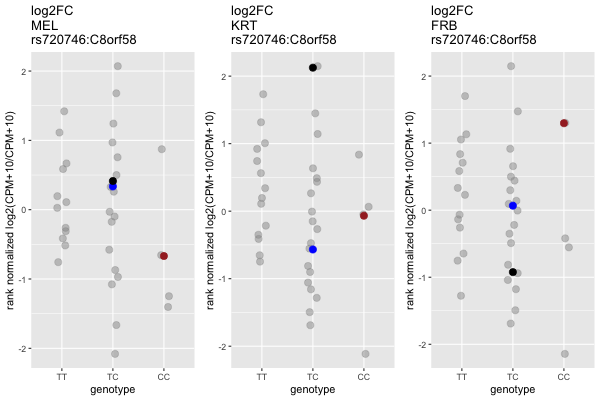 log2FC
MEL
rs720746:C8orf58
rank normalized log2(CPM+10/CPM+10)
2
1
0
-1
-2
TT TC CC
genotype
log2FC
KRT
rs720746:C8orf58
rank normalized log2(CPM+10/CPM+10)
2
1
0
-1
-2
TT TC CC
genotype
log2FC
FRB
rs720746:C8orf58
rank normalized log2(CPM+10/CPM+10)
2
1
0
-1
-2
TT TC CC
genotype